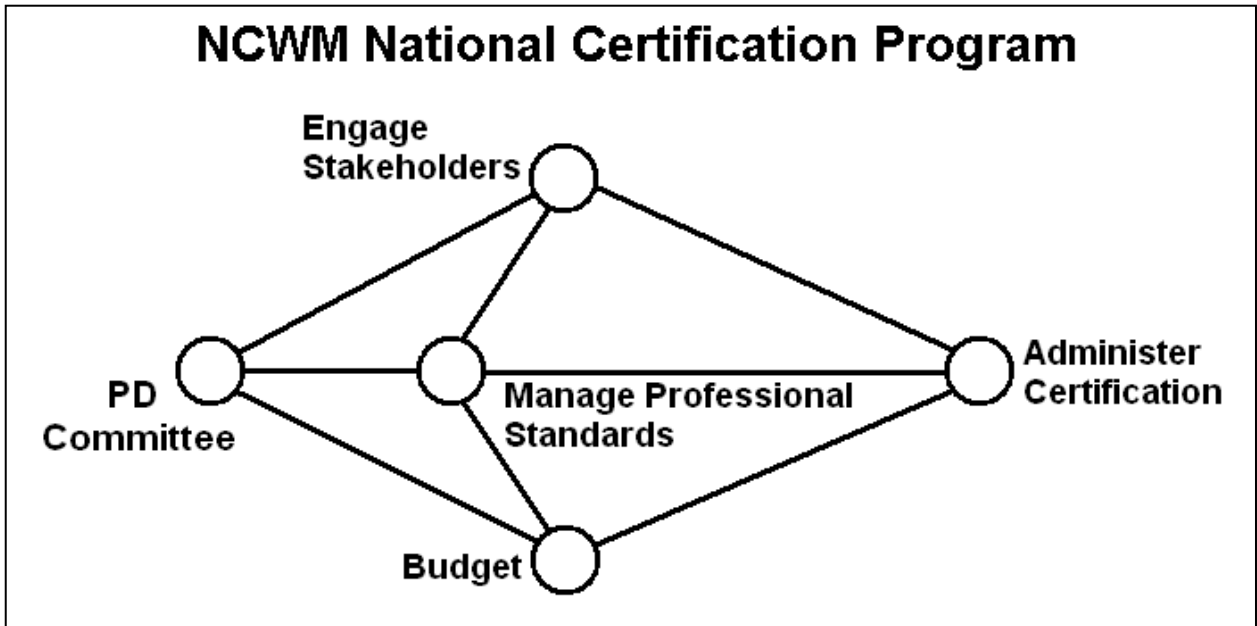 NCWM National Certification Program
Engage
Stakeholders
PD
Committee
Manage Professional
Standards
Administer
Certification
Budget